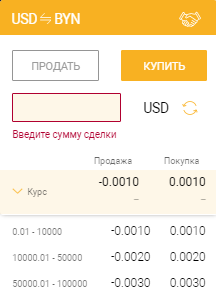 USD ⇆ BYN
ПРОДАТЬ КУПИТЬ
USD
Введите сумму сделки
Продажа Покупка
Курс -0.0010 0.0010
– –
0.01 - 10000 -0.0010 0.0010
10000.01 - 50000 -0.0020 0.0020
50000.01 - 100000 -0.0030 0.0030